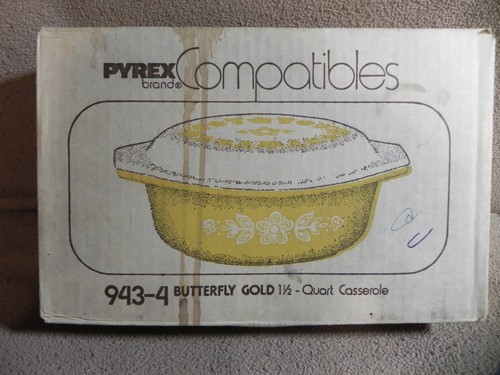 PYREX Compatibles
brand®
943-4 BUTTERFLY GOLD 1½ - Quart Casserole